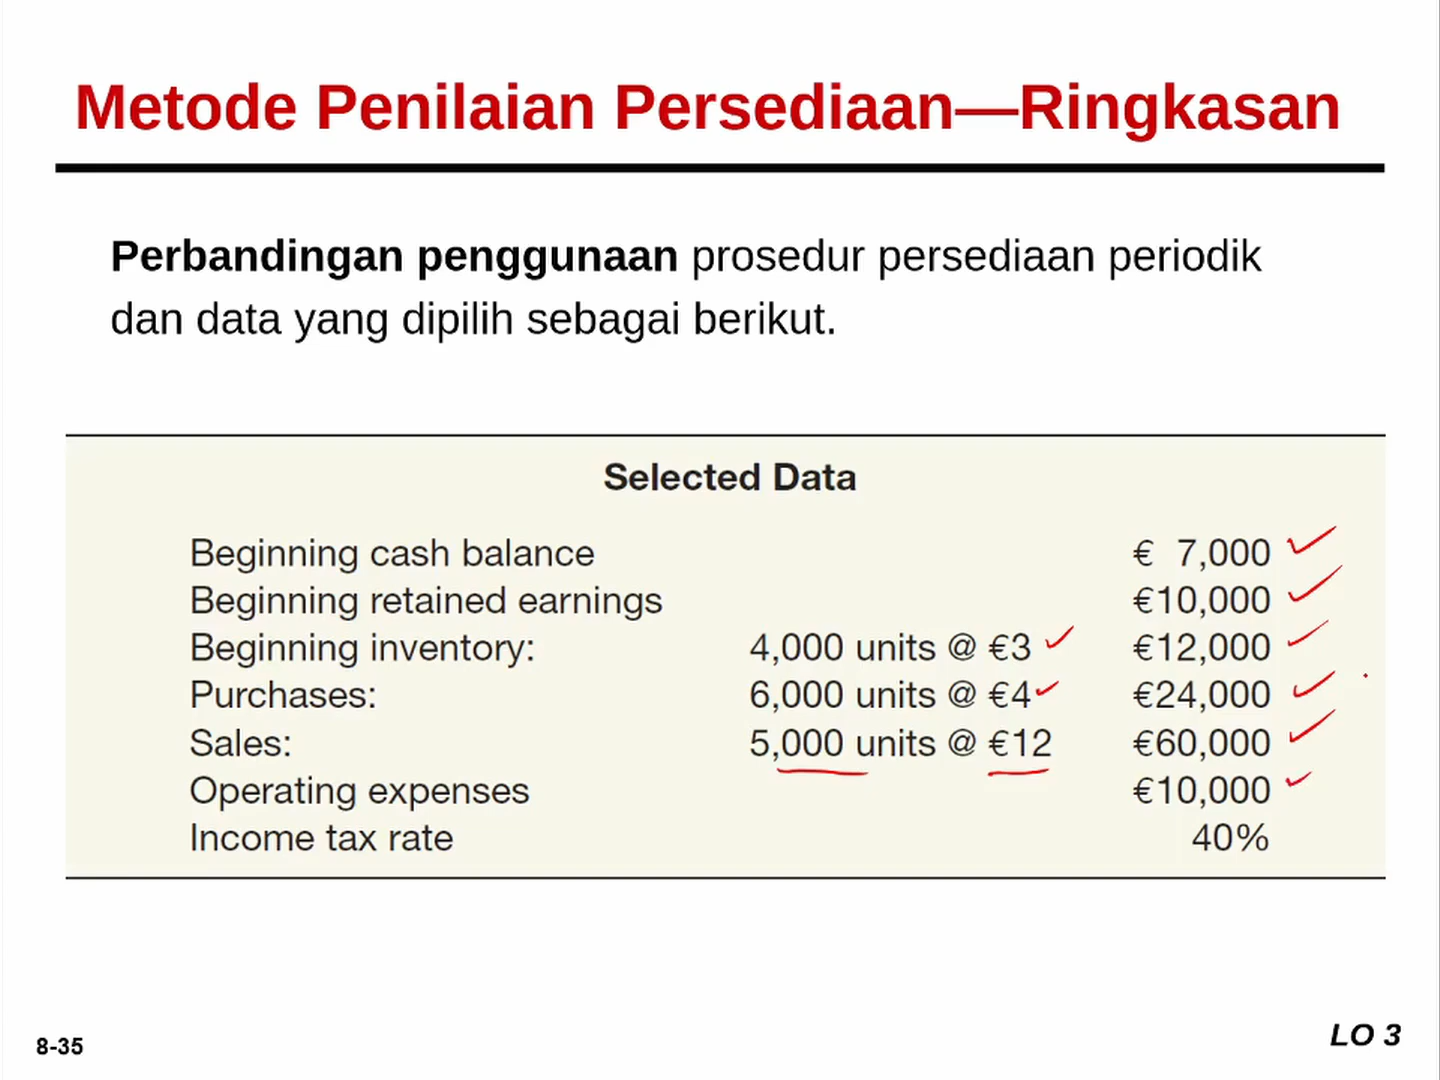 Metode Penilaian Persediaan—Ringkasan
Perbandingan penggunaan prosedur persediaan periodik
dan data yang dipilih sebagai berikut.
Selected Data
Beginning cash balance € 7,000
Beginning retained earnings €10,000
Beginning inventory: 4,000 units @ €3 €12,000
Purchases: 6,000 units @ €4 €24,000
Sales: 5,000 units @ €12 €60,000
Operating expenses €10,000
Income tax rate 40%
8-35
LO 3